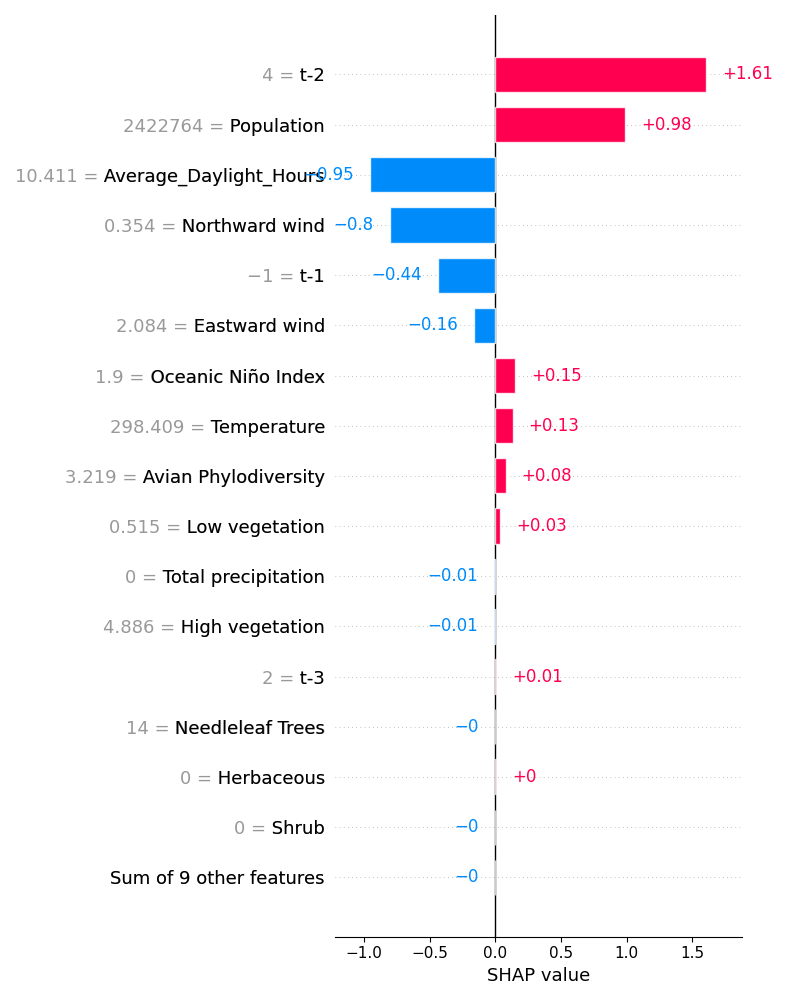 4 = t-2
+1.61
2422764 = Population
+0.98
10.411 = Average_Daylight_Hours
−0.95
0.354 = Northward wind
−0.8
−1 = t-1
−0.44
2.084 = Eastward wind
−0.16
1.9 = Oceanic Niño Index
+0.15
298.409 = Temperature
+0.13
3.219 = Avian Phylodiversity
+0.08
0.515 = Low vegetation
+0.03
0 = Total precipitation
−0.01
4.886 = High vegetation
−0.01
2 = t-3
+0.01
14 = Needleleaf Trees
−0
0 = Herbaceous
+0
0 = Shrub
−0
Sum of 9 other features
−0
−1.0 −0.5 0.0 0.5 1.0 1.5
SHAP value